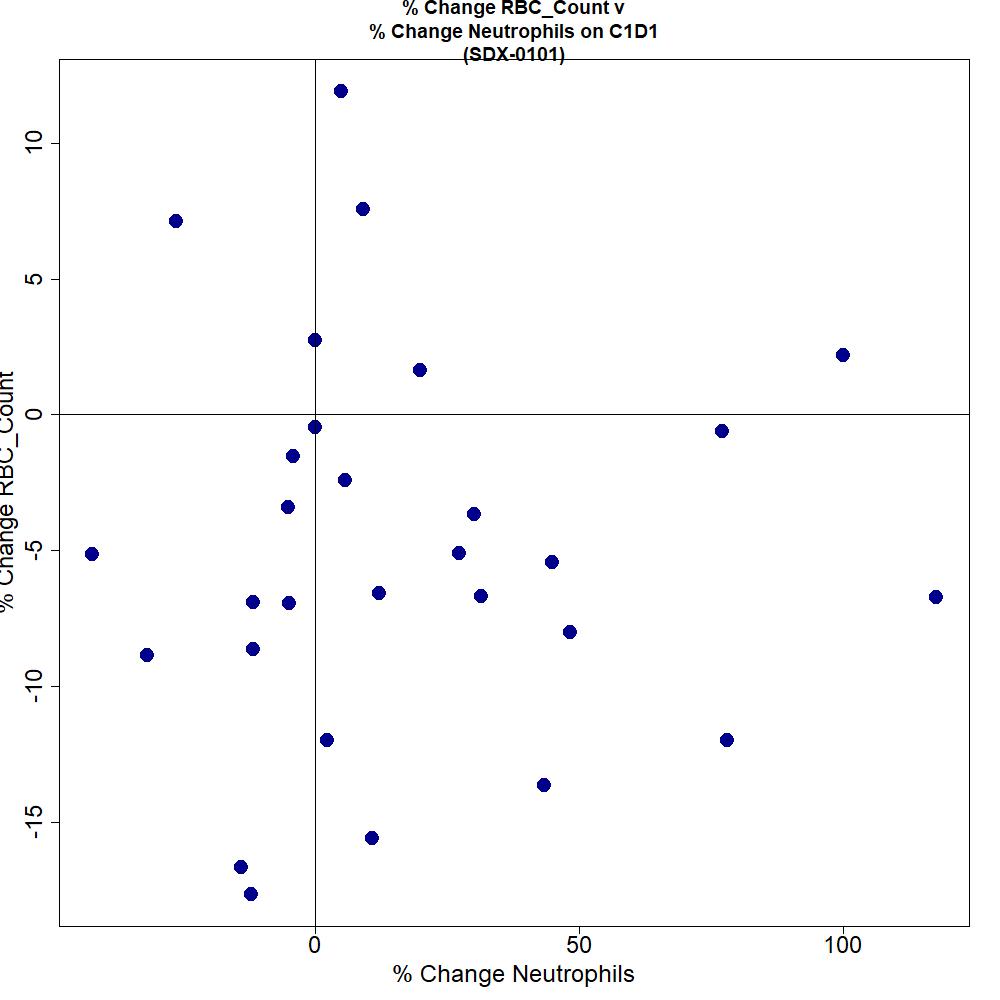 % Change RBC_Count v
% Change Neutrophils on C1D1
(SDX-0101)
% Change RBC_Count
10
5
0
-5
-10
-15
0
50
100
% Change Neutrophils